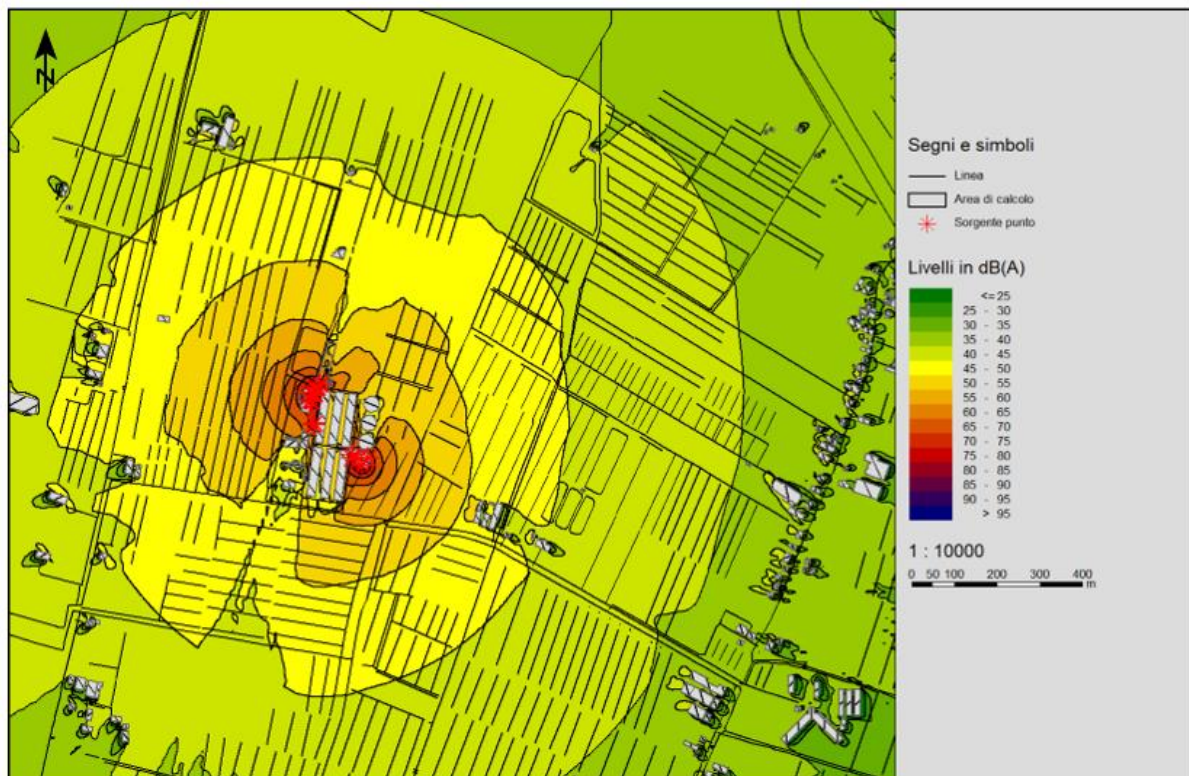 N
Segni e simboli
Linea
Area di calcolo
Sorgente punto
Livelli in dB(A)
<= 25
25 - 30
30 - 35
35 - 40
40 - 45
45 - 50
50 - 55
55 - 60
60 - 65
65 - 70
70 - 75
75 - 80
80 - 85
85 - 90
90 - 95
> 95
1 : 10000
0 50 100 200 300 400
m